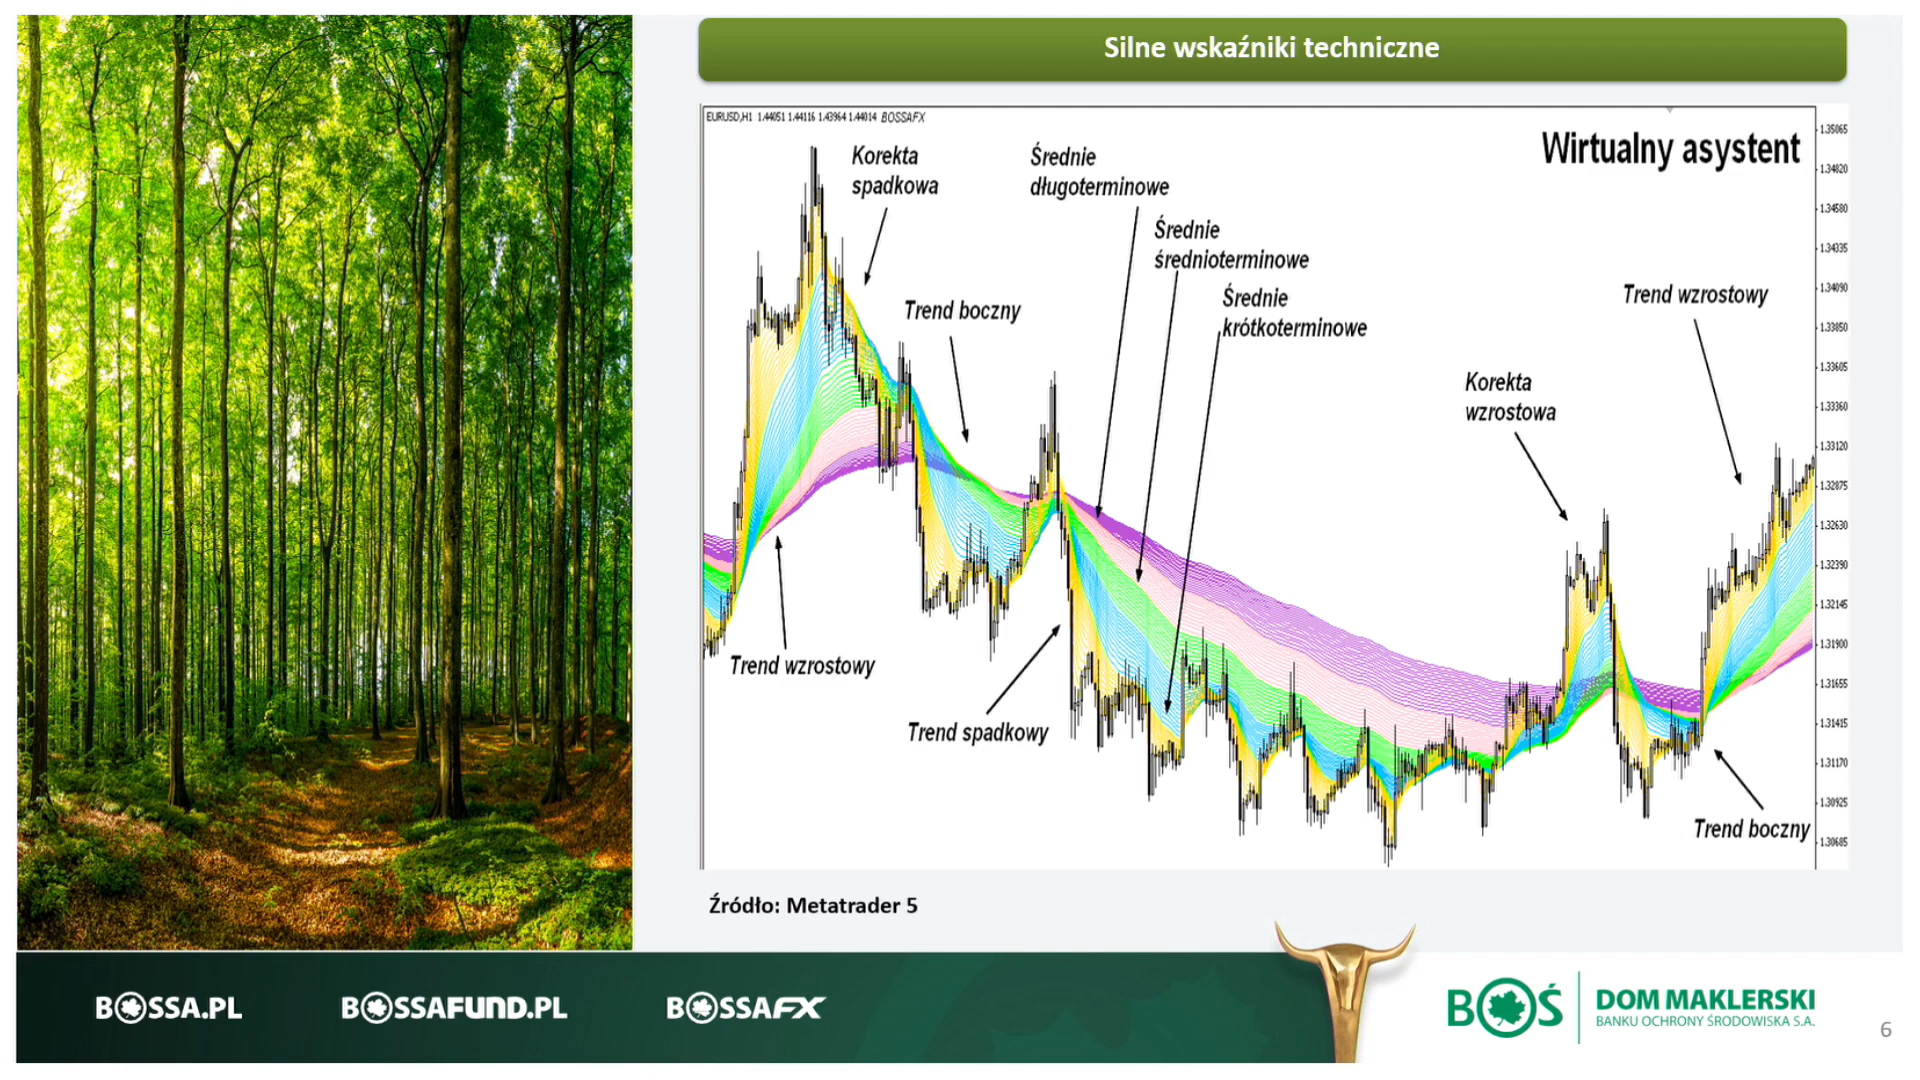 Silne wskaźniki techniczne
EURUSD,H1 1.44051 1.44116 1.43964 1.44014 BOSSAFX
Wirtualny asystent
Korekta
spadkowa
Średnie
długoterminowe
Średnie
średnioterminowe
Średnie
krótkoterminowe
Trend boczny
Trend wzrostowy
Korekta
wzrostowa
Trend wzrostowy
Trend spadkowy
Trend boczny
1.35065
1.34820
1.34580
1.34335
1.34090
1.33850
1.33605
1.33360
1.33120
1.32875
1.32630
1.32390
1.32145
1.31900
1.31655
1.31415
1.31170
1.30925
1.30685
Źródło: Metatrader 5
BOSSA.PL
BOSSAFUND.PL
BOSSAFX
BOŚ
DOM MAKLERSKI
BANKU OCHRONY ŚRODOWISKA S.A.
6